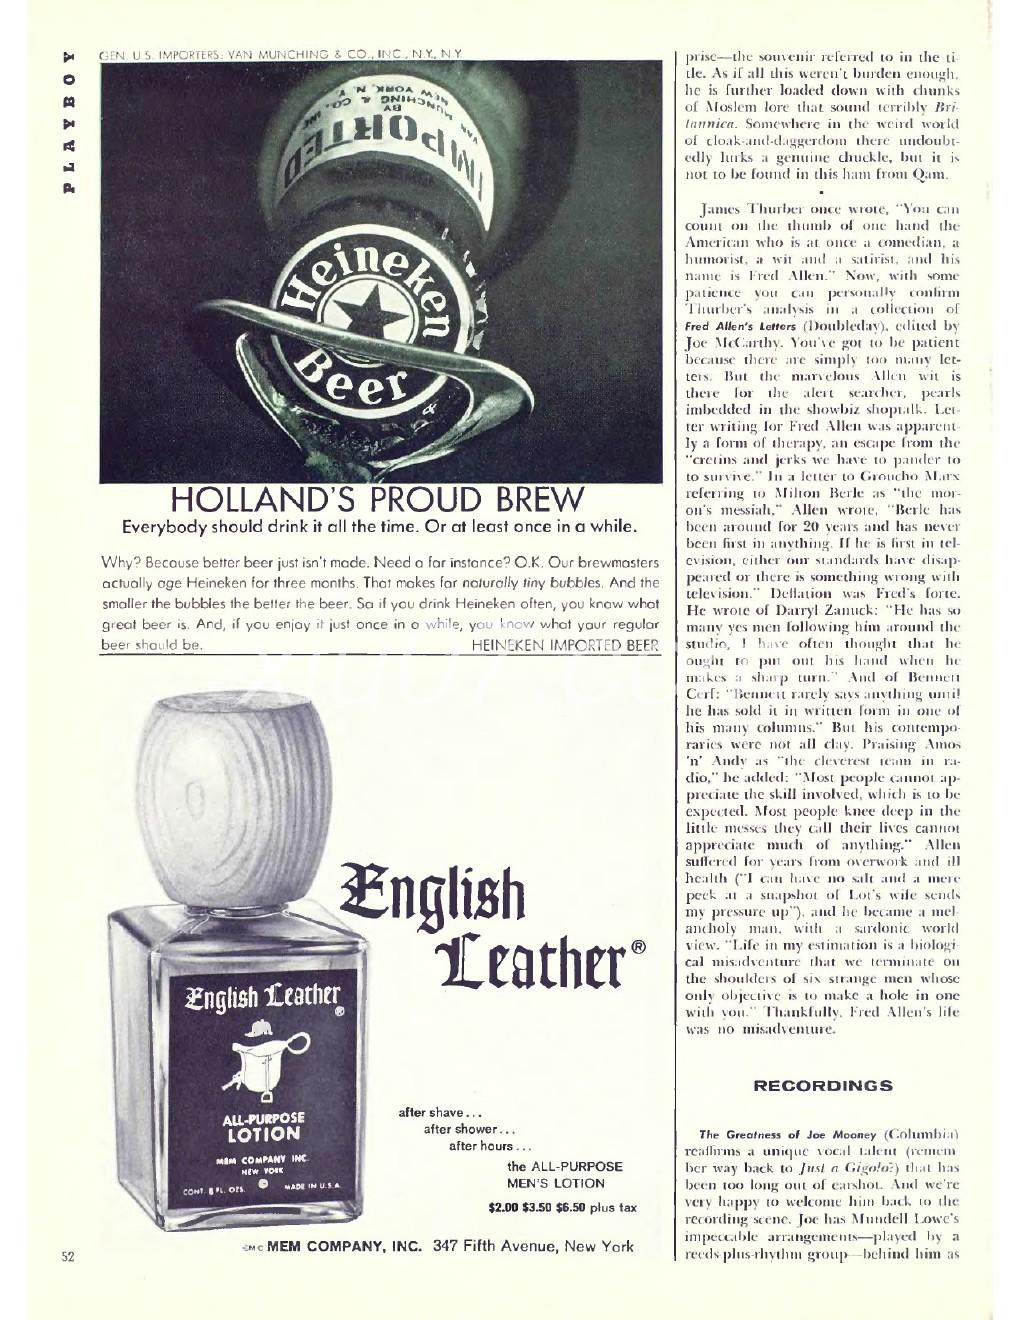 PLAYBOY
GEN. U.S. IMPORTERS: VAN MUNCHING & CO., INC., N.Y., N.Y.
IMPORTED
BY
VAN MUNCHING & CO. INC.
NEW YORK, N.Y.
Heineken
Beer
HOLLAND'S PROUD BREW
Everybody should drink it all the time. Or at least once in a while.
Why? Because better beer just isn't made. Need a for instance? O.K. Our brewmasters
actually age Heineken for three months. That makes for naturally tiny bubbles. And the
smaller the bubbles the better the beer. So if you drink Heineken often, you know what
great beer is. And, if you enjoy it just once in a while, you know what your regular
beer should be. HEINEKEN IMPORTED BEER
English
Leather®
English Leather
®
ALL-PURPOSE
LOTION
MEM COMPANY INC.
NEW YORK
CONT. 8 FL. OZS. © MADE IN U.S.A.
after shave...
after shower...
after hours...
the ALL-PURPOSE
MEN'S LOTION
$2.00 $3.50 $6.50 plus tax
MEM COMPANY, INC. 347 Fifth Avenue, New York
52
prise—the souvenir referred to in the ti-
tle. As if all this weren't burden enough,
he is further loaded down with chunks
of Moslem lore that sound terribly Bri-
tannica. Somewhere in the weird world
of cloak-and-daggerdom there undoubt-
edly lurks a genuine chuckle, but it is
not to be found in this ham from Qam.
James Thurber once wrote, "You can
count on the thumb of one hand the
American who is at once a comedian, a
humorist, a wit and a satirist, and his
name is Fred Allen." Now, with some
patience you can personally confirm
Thurber's analysis in a collection of
Fred Allen's Letters (Doubleday), edited by
Joe McCarthy. You've got to be patient
because there are simply too many let-
ters. But the marvelous Allen wit is
there for the alert searcher, pearls
imbedded in the showbiz shoptalk. Let-
ter writing for Fred Allen was apparent-
ly a form of therapy, an escape from the
"cretins and jerks we have to pander to
to survive." In a letter to Groucho Marx
referring to Milton Berle as "the mor-
on's messiah," Allen wrote, "Berle has
been around for 20 years and has never
been first in anything. If he is first in tel-
evision, either our standards have disap-
peared or there is something wrong with
television." Deflation was Fred's forte.
He wrote of Darryl Zanuck: "He has so
many yes men following him around the
studio, I have often thought that he
ought to put out his hand when he
makes a sharp turn." And of Bennett
Cerf: "Bennett rarely says anything until
he has sold it in written form in one of
his many columns." But his contempo-
raries were not all clay. Praising Amos
'n' Andy as "the cleverest team in ra-
dio," he added: "Most people cannot ap-
preciate the skill involved, which is to be
expected. Most people knee deep in the
little messes they call their lives cannot
appreciate much of anything." Allen
suffered for years from overwork and ill
health ("I can have no salt and a mere
peek at a snapshot of Lot's wife sends
my pressure up"), and he became a mel-
ancholy man, with a sardonic world
view. "Life in my estimation is a biologi-
cal misadventure that we terminate on
the shoulders of six strange men whose
only objective is to make a hole in one
with you." Thankfully, Fred Allen's life
was no misadventure.
RECORDINGS
The Greatness of Joe Mooney (Columbia)
reaffirms a unique vocal talent (remem-
ber way back to Just a Gigolo?) that has
been too long out of earshot. And we're
very happy to welcome him back to the
recording scene. Joe has Mundell Lowe's
impeccable arrangements—played by a
reeds-plus-rhythm group—behind him as